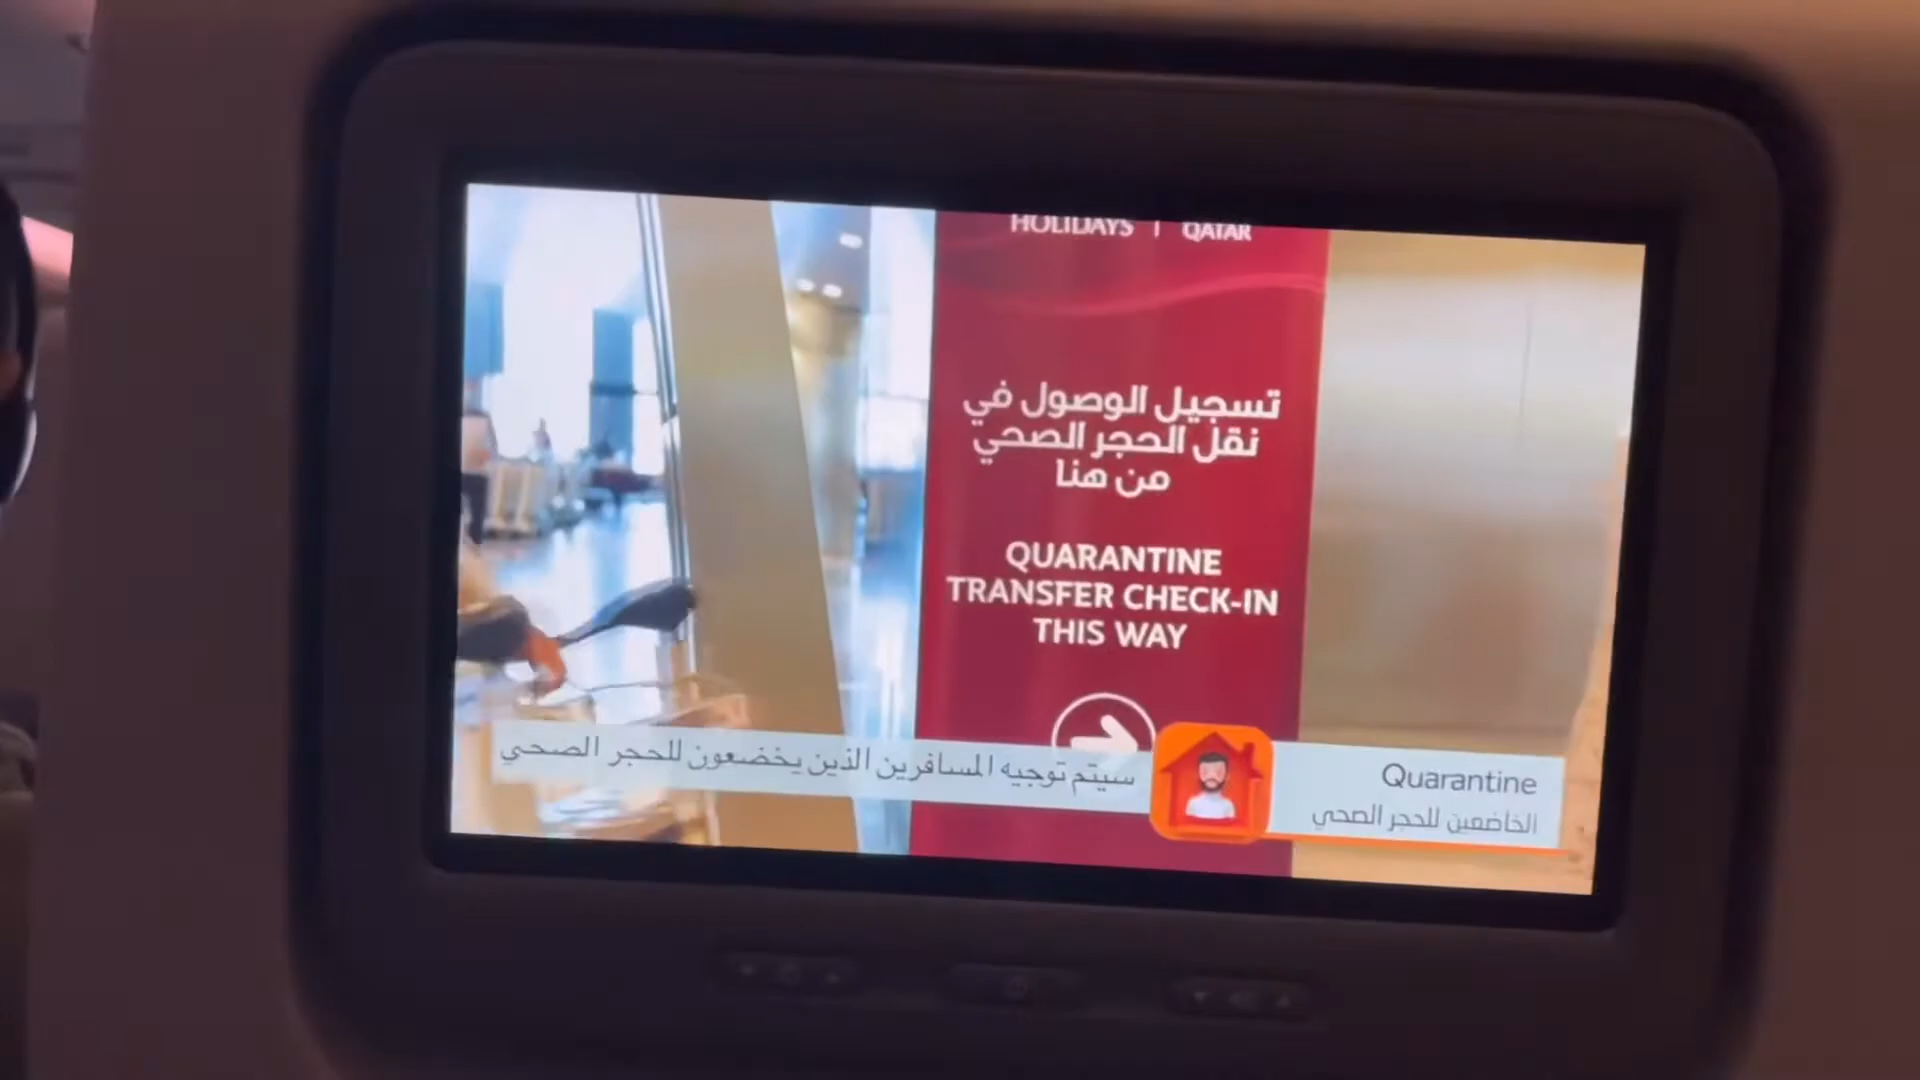 HOLIDAYS | QATAR
تسجيل الوصول في
نقل الحجر الصحي
من هنا
QUARANTINE
TRANSFER CHECK-IN
THIS WAY
Quarantine
الخاضعين للحجر الصحي
سيتم توجيه المسافرين الذين يخضعون للحجر الصحي